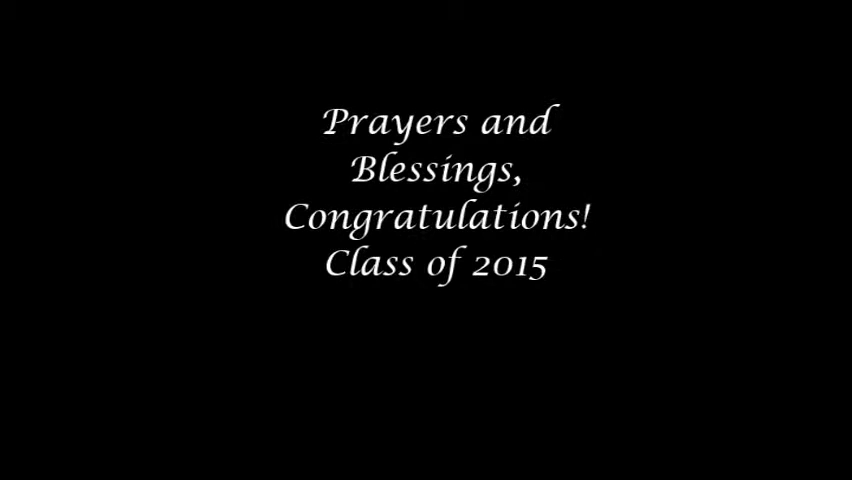 Prayers and
Blessings,
Congratulations!
Class of 2015